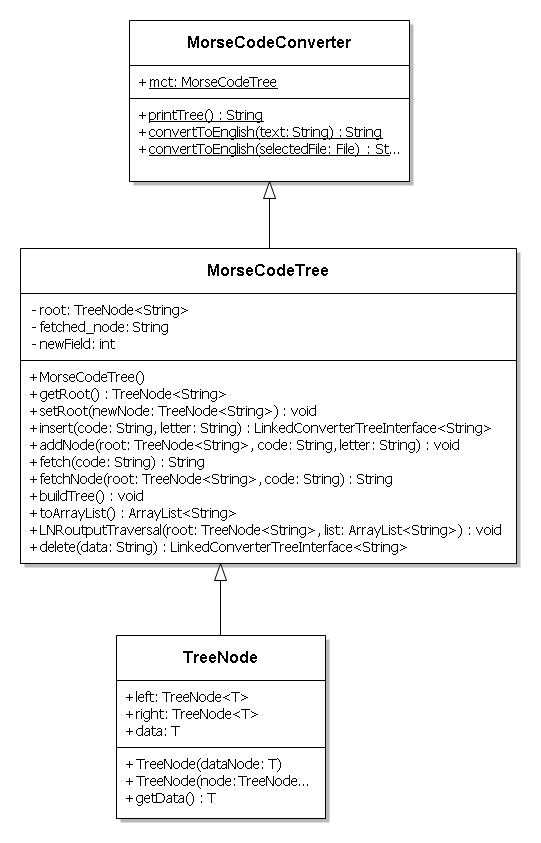 MorseCodeConverter
+ mct: MorseCodeTree
+ printTree() : String
+ convertToEnglish(text: String) : String
+ convertToEnglish(selectedFile: File) : St...
MorseCodeTree
- root: TreeNode<String>
- fetched_node: String
- newField: int
+ MorseCodeTree()
+ getRoot() : TreeNode<String>
+ setRoot(newNode: TreeNode<String>) : void
+ insert(code: String, letter: String) : LinkedConverterTreeInterface<String>
+ addNode(root: TreeNode<String>, code: String,letter: String) : void
+ fetch(code: String) : String
+ fetchNode(root: TreeNode<String>, code: String) : String
+ buildTree() : void
+ toArrayList() : ArrayList<String>
+ LNRoutputTraversal(root: TreeNode<String>, list: ArrayList<String>) : void
+ delete(data: String) : LinkedConverterTreeInterface<String>
TreeNode
+ left: TreeNode<T>
+ right: TreeNode<T>
+ data: T
+ TreeNode(dataNode: T)
+ TreeNode(node:TreeNode...
+ getData() : T